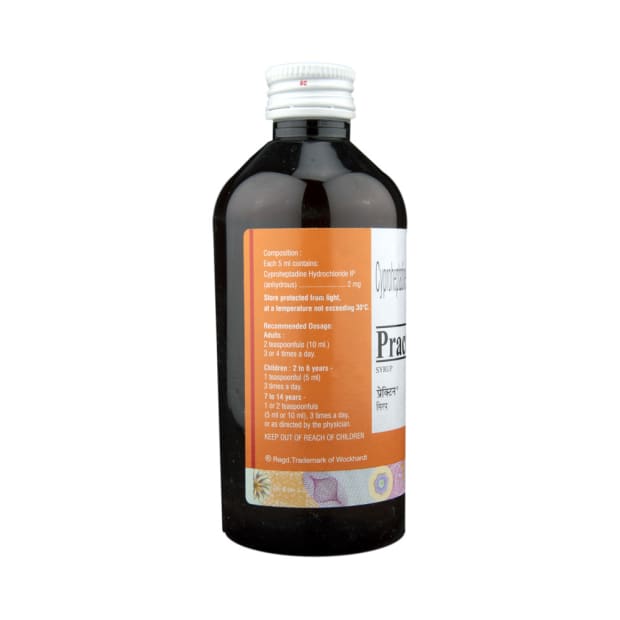 Composition :
Each 5 ml contains:
Cyproheptadine Hydrochloride IP
(anhydrous) ........................ 2 mg
Store protected from light,
at a temperature not exceeding 30°C.
Recommended Dosage:
Adults :
2 teaspoonfuls (10 ml.)
3 or 4 times a day.
Children : 2 to 6 years -
1 teaspoonful (5 ml)
3 times a day.
7 to 14 years -
1 or 2 teaspoonfuls
(5 ml or 10 ml), 3 times a day,
or as directed by the physician.
KEEP OUT OF REACH OF CHILDREN
® Regd.Trademark of Wockhardt
Cyproheptadin
Prac
SYRUP
प्रेक्टिन
सिरप